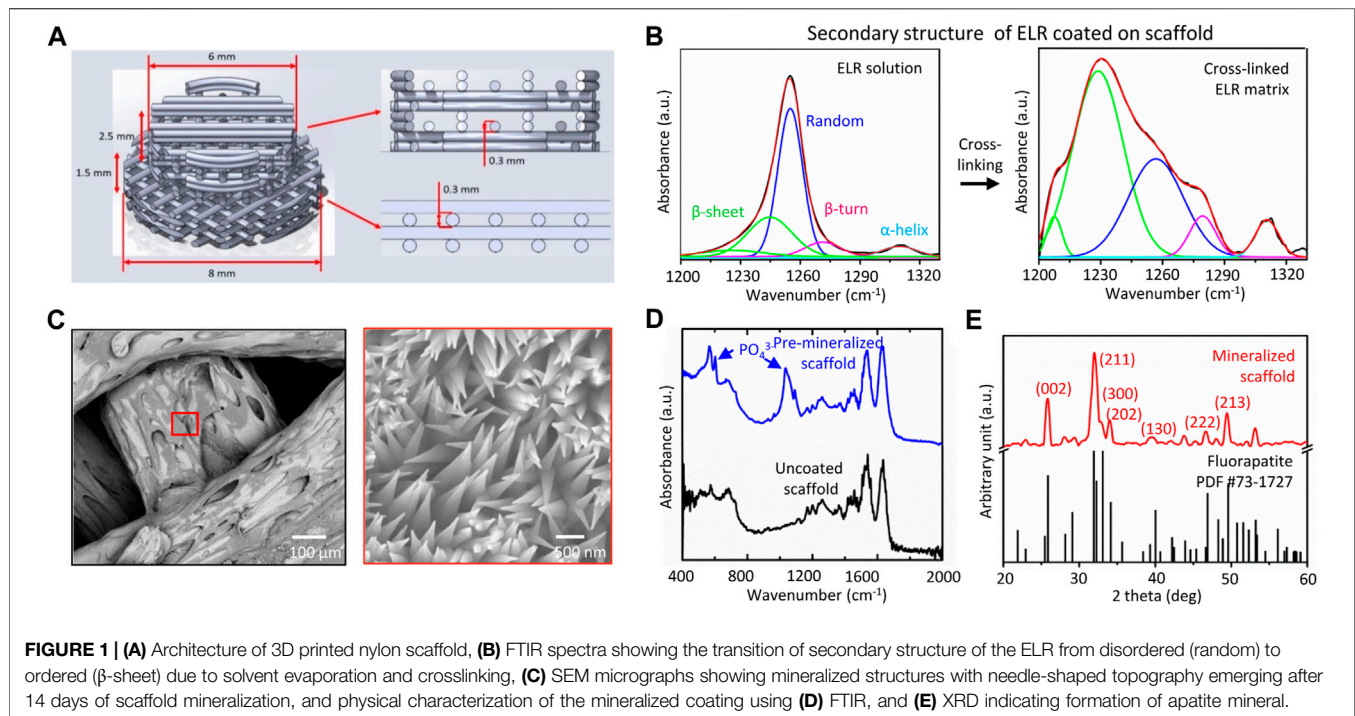 A
6 mm
2.5 mm
1.5 mm
8 mm
0.3 mm
0.3 mm
B
Secondary structure of ELR coated on scaffold
Absorbance (a.u.)
ELR solution
Random
β-sheet
β-turn
α-helix
1200 1230 1260 1290 1320
Wavenumber (cm⁻¹)
Cross-
linking
Absorbance (a.u.)
Cross-linked
ELR matrix
1200 1230 1260 1290 1320
Wavenumber (cm⁻¹)
C
100 µm
500 nm
D
Absorbance (a.u.)
PO₄³⁻
Pre-mineralized
scaffold
Uncoated
scaffold
400 800 1200 1600 2000
Wavenumber (cm⁻¹)
E
Arbitrary unit (a.u.)
Mineralized
scaffold
(002)
(211)
(300)
(202)
(130)
(222)
(213)
Fluorapatite
PDF #73-1727
20 30 40 50 60
2 theta (deg)
FIGURE 1 | (A) Architecture of 3D printed nylon scaffold, (B) FTIR spectra showing the transition of secondary structure of the ELR from disordered (random) to
ordered (β-sheet) due to solvent evaporation and crosslinking, (C) SEM micrographs showing mineralized structures with needle-shaped topography emerging after
14 days of scaffold mineralization, and physical characterization of the mineralized coating using (D) FTIR, and (E) XRD indicating formation of apatite mineral.